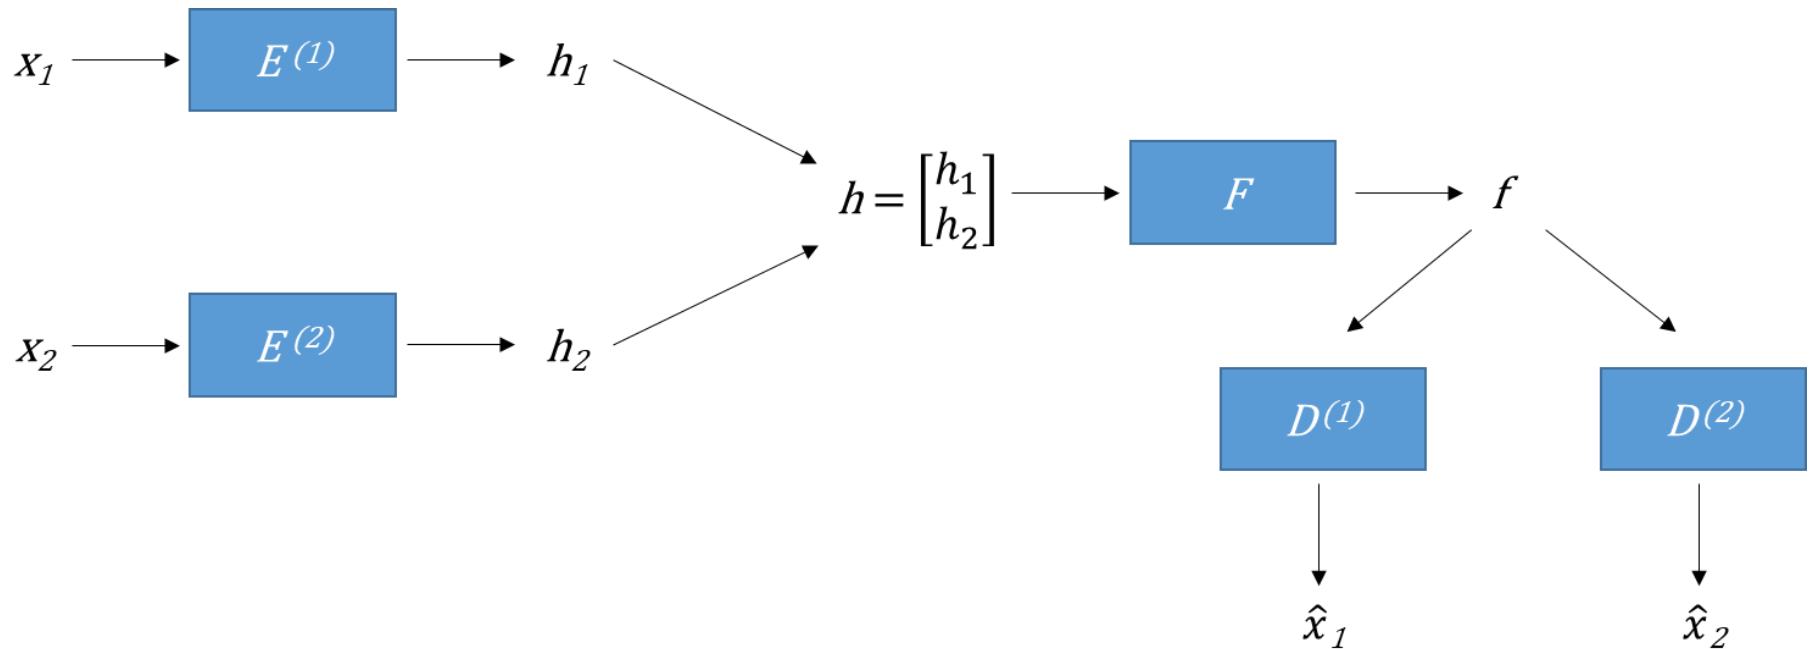 x₁
E⁽¹⁾
h₁
x₂
E⁽²⁾
h₂
h = [h₁
h₂]
F
f
D⁽¹⁾
D⁽²⁾
x̂₁
x̂₂